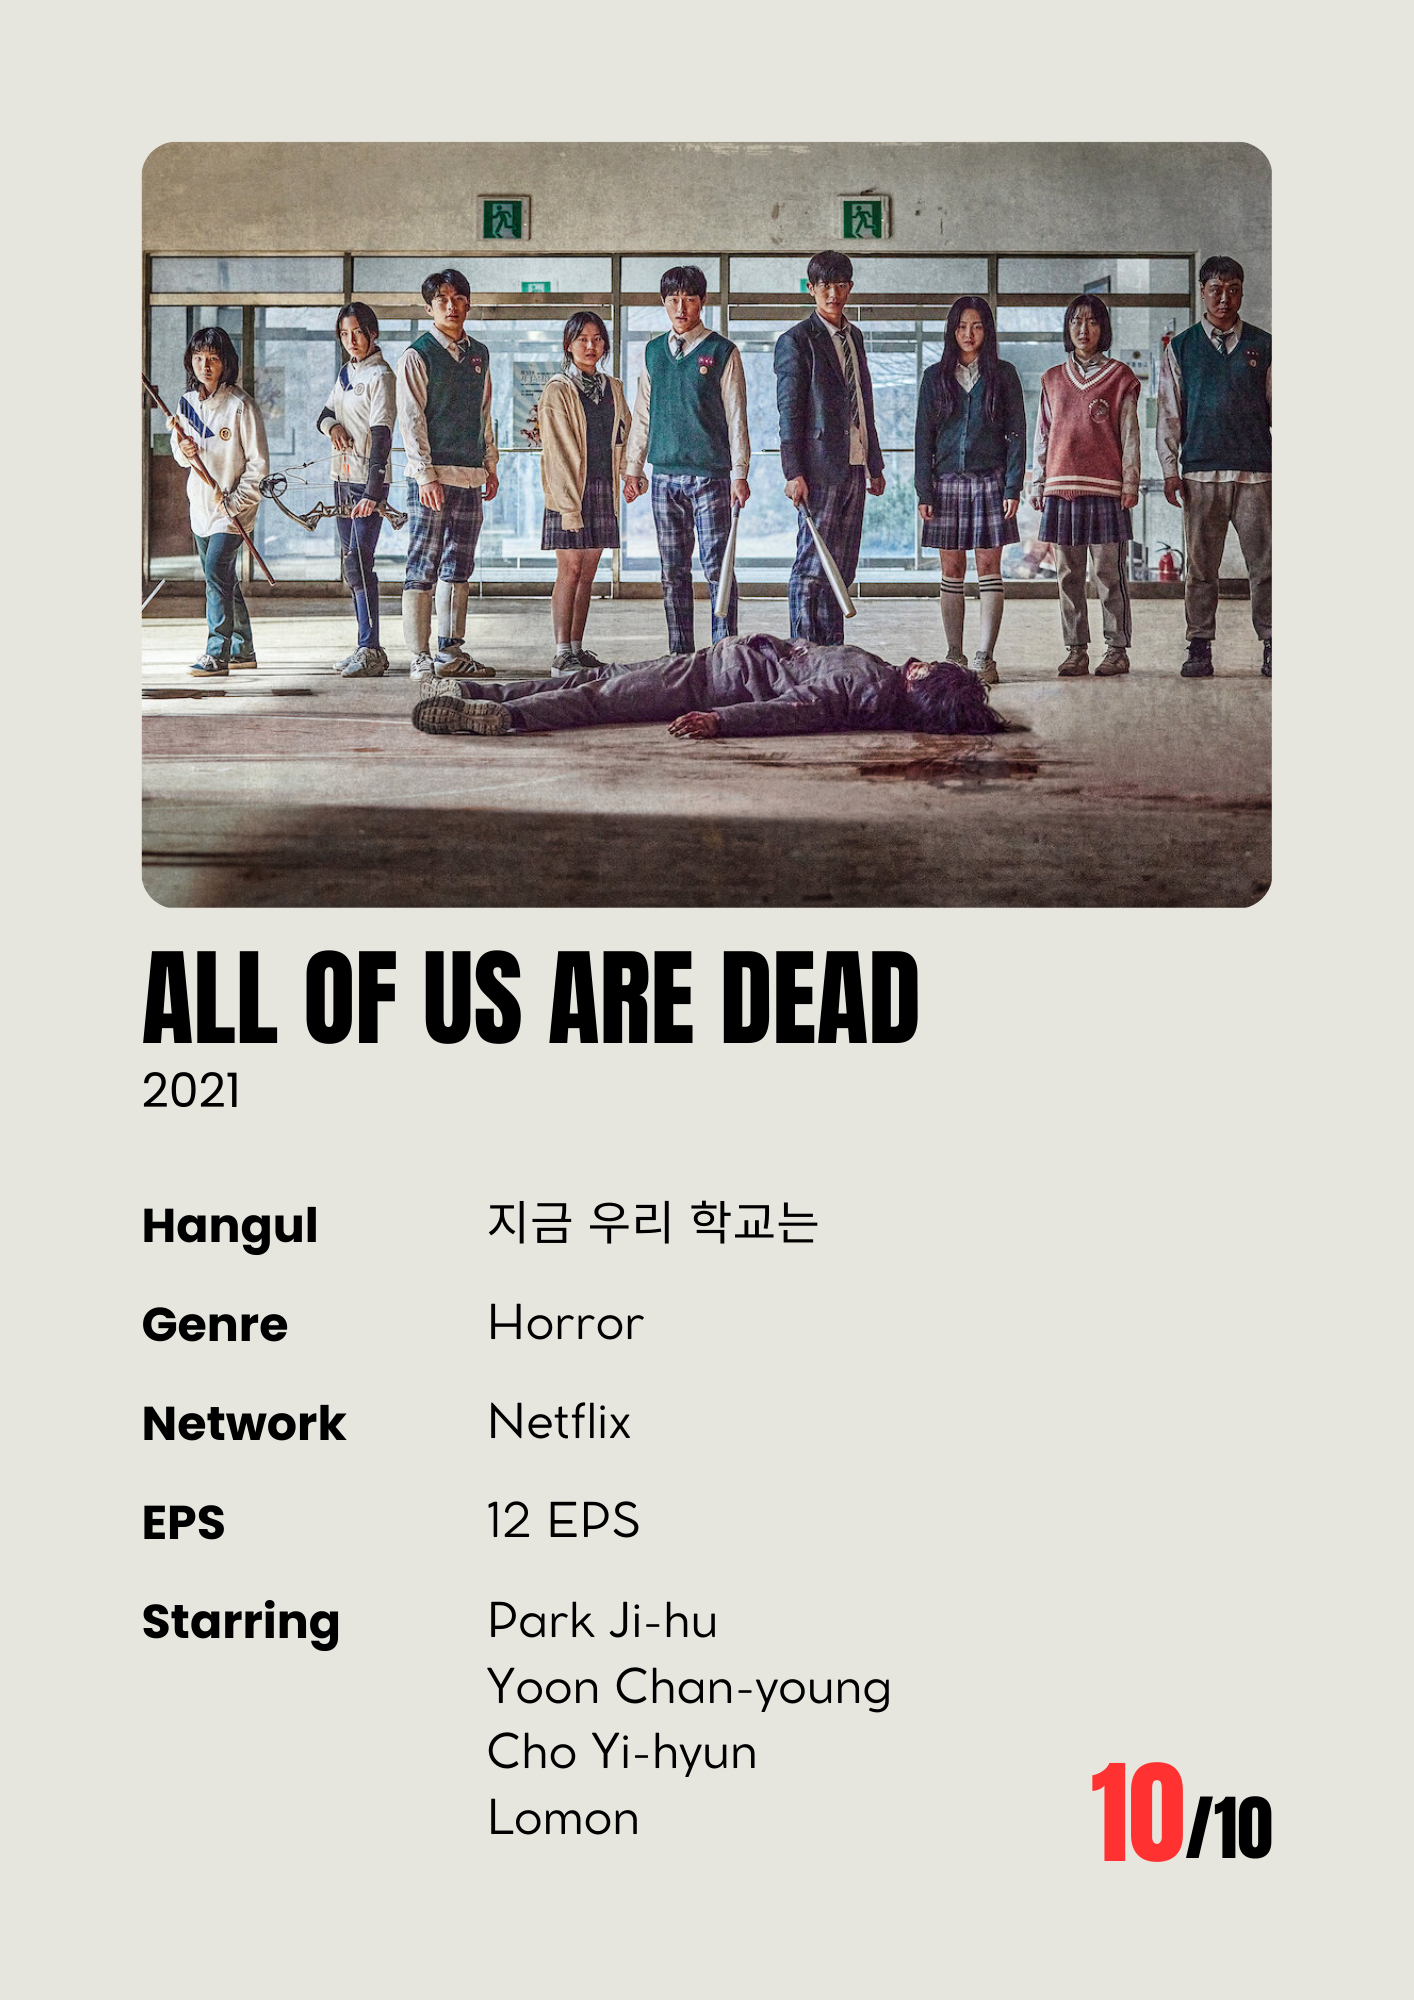 ALL OF US ARE DEAD
2021
Hangul 지금 우리 학교는
Genre Horror
Network Netflix
EPS 12 EPS
Starring Park Ji-hu
Yoon Chan-young
Cho Yi-hyun
Lomon
10/10